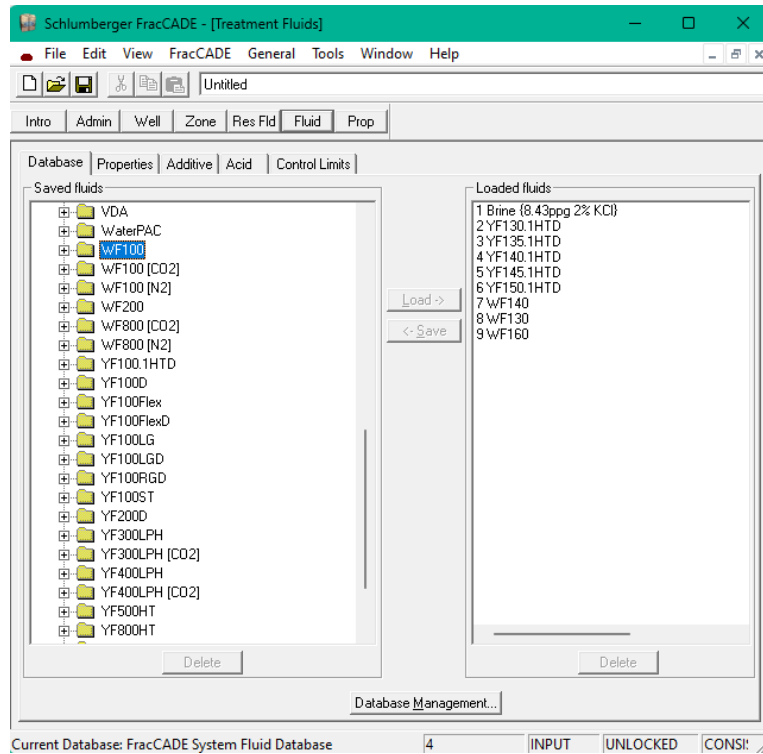 Schlumberger FracCADE - [Treatment Fluids]
File Edit View FracCADE General Tools Window Help
Untitled
Intro Admin Well Zone Res Fld Fluid Prop
Database Properties Additive Acid Control Limits
Saved fluids
VDA
WaterPAC
WF100
WF100 [CO2]
WF100 [N2]
WF200
WF800 [CO2]
WF800 [N2]
YF100.1HTD
YF100D
YF100Flex
YF100FlexD
YF100LG
YF100LGD
YF100RGD
YF100ST
YF200D
YF300LPH
YF300LPH [CO2]
YF400LPH
YF400LPH [CO2]
YF500HT
YF800HT
Delete
Load ->
<- Save
Loaded fluids
1 Brine {8.43ppg 2% KCl}
2 YF130.1HTD
3 YF135.1HTD
4 YF140.1HTD
5 YF145.1HTD
6 YF150.1HTD
7 WF140
8 WF130
9 WF160
Delete
Database Management...
Current Database: FracCADE System Fluid Database 4 INPUT UNLOCKED CONSI